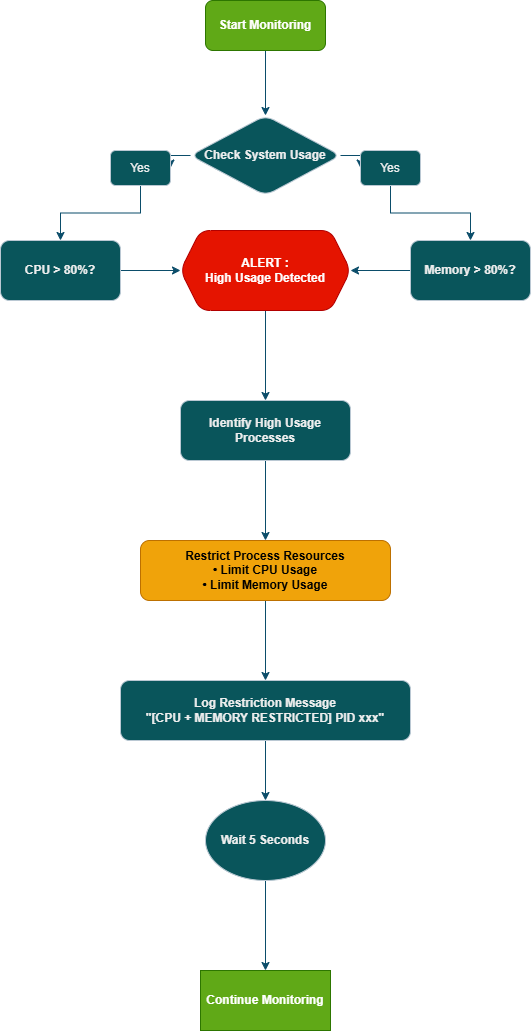 Start Monitoring
Check System Usage
Yes
Yes
CPU > 80%?
ALERT :
High Usage Detected
Memory > 80%?
Identify High Usage
Processes
Restrict Process Resources
• Limit CPU Usage
• Limit Memory Usage
Log Restriction Message
"[CPU + MEMORY RESTRICTED] PID xxx"
Wait 5 Seconds
Continue Monitoring